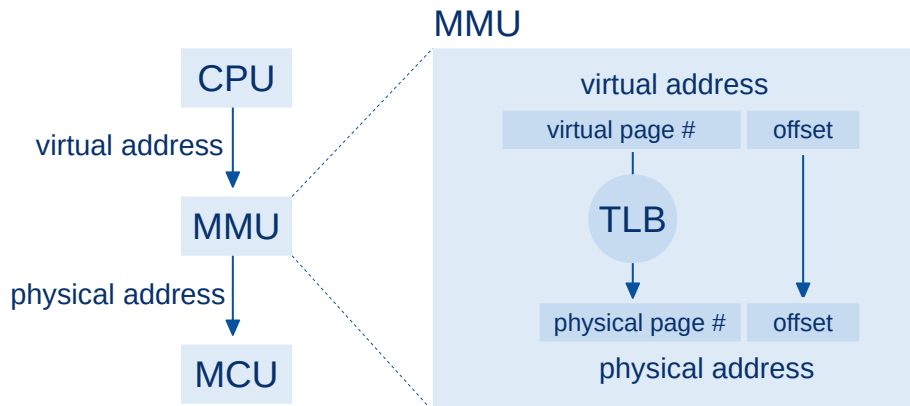 CPU
virtual address
MMU
physical address
MCU
MMU
virtual address
virtual page #
offset
TLB
physical page #
offset
physical address